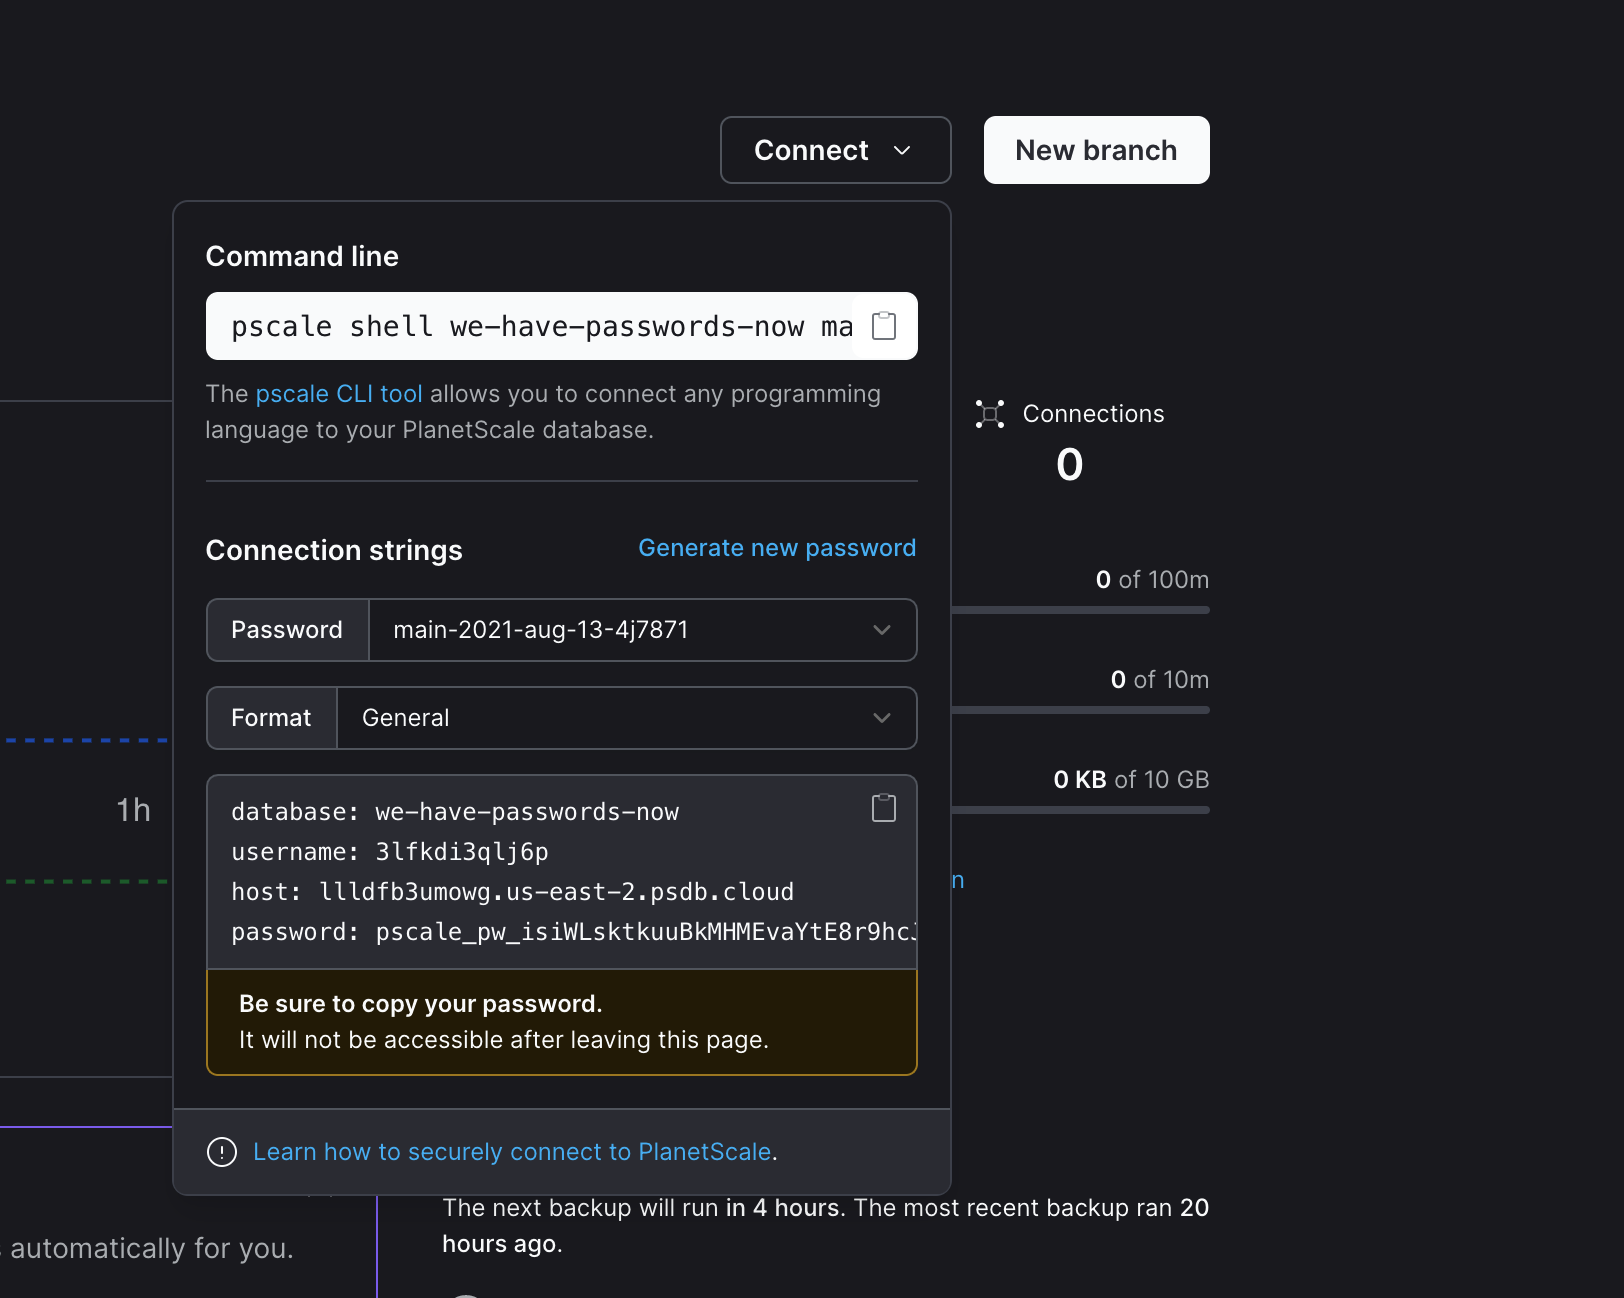 Connect
New branch
Command line
pscale shell we-have-passwords-now ma
The pscale CLI tool allows you to connect any programming
language to your PlanetScale database.
Connections
0
Connection strings
Generate new password
Password
main-2021-aug-13-4j7871
0 of 100m
0 of 10m
Format
General
0 KB of 10 GB
1h
database: we-have-passwords-now
username: 3lfkdi3qlj6p
host: llldfb3umowg.us-east-2.psdb.cloud
password: pscale_pw_isiWLsktkuuBkMHMEvaYtE8r9hc
n
Be sure to copy your password.
It will not be accessible after leaving this page.
Learn how to securely connect to PlanetScale.
automatically for you.
The next backup will run in 4 hours. The most recent backup ran 20
hours ago.